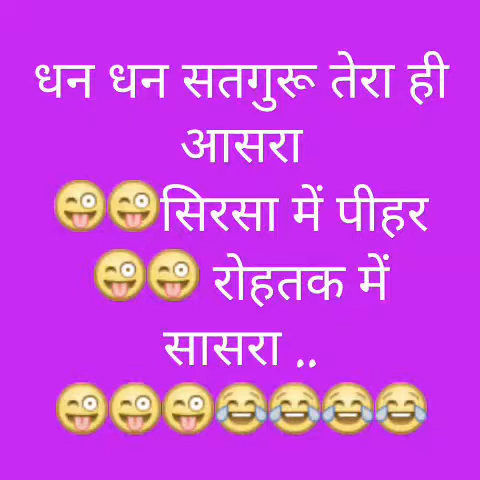 धन धन सतगुरू तेरा ही
आसरा
😜😜सिरसा में पीहर
😜😜 रोहतक में
सासरा ..
😜😜😜😂😂😂😂